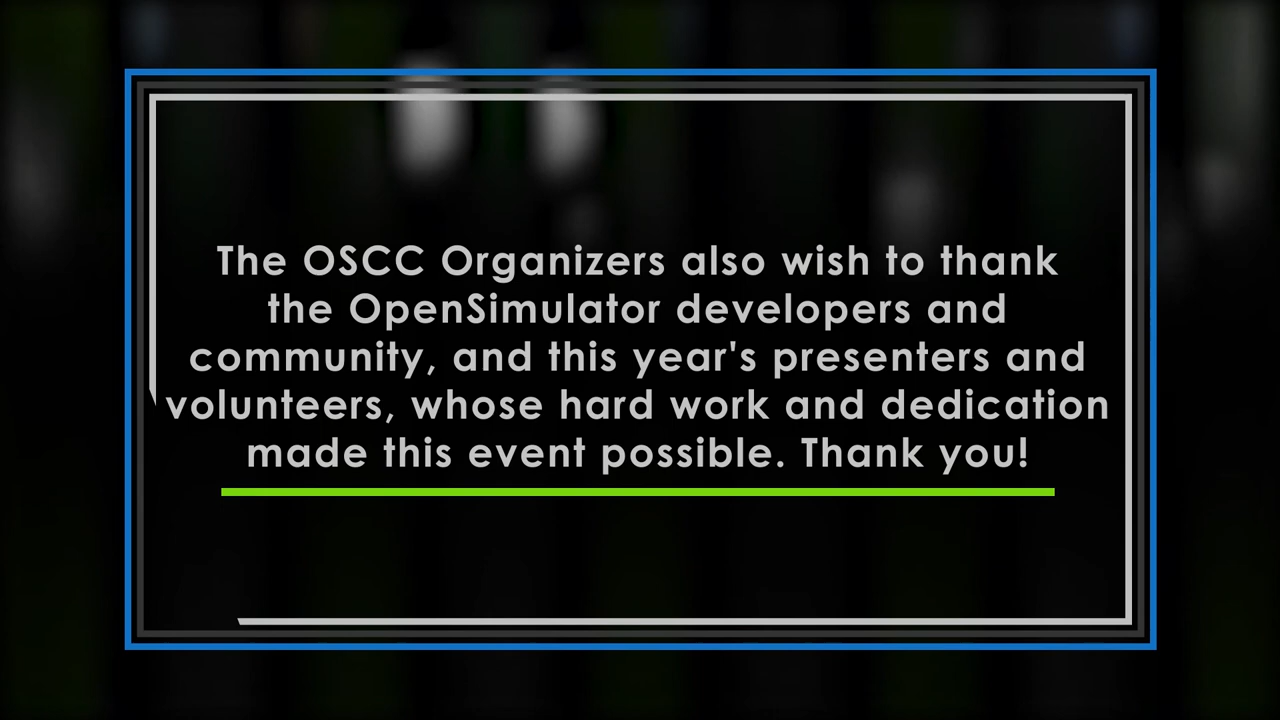 The OSCC Organizers also wish to thank
the OpenSimulator developers and
community, and this year's presenters and
volunteers, whose hard work and dedication
made this event possible. Thank you!